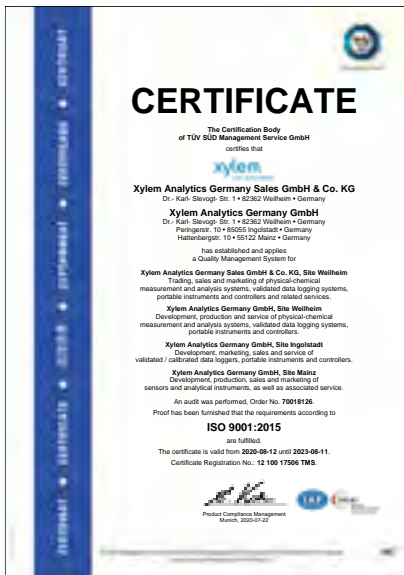 CERTIFICATE
The Certification Body
of TÜV SÜD Management Service GmbH
certifies that
xylem
Xylem Analytics Germany Sales GmbH & Co. KG
Dr.- Karl- Slevogt- Str. 1 • 82362 Weilheim • Germany
Xylem Analytics Germany GmbH
Dr.- Karl- Slevogt- Str. 1 • 82362 Weilheim • Germany
Peringerstr. 10 • 85055 Ingolstadt • Germany
Hattenbergstr. 10 • 55122 Mainz • Germany
has established and applies
a Quality Management System for
Xylem Analytics Germany Sales GmbH & Co. KG, Site Weilheim
Trading, sales and marketing of physical-chemical
measurement and analysis systems, validated data logging systems,
portable instruments and controllers and related services.
Xylem Analytics Germany GmbH, Site Weilheim
Development, production and service of physical-chemical
measurement and analysis systems, validated data logging systems,
portable instruments and controllers.
Xylem Analytics Germany GmbH, Site Ingolstadt
Development, marketing, sales and service of
validated / calibrated data loggers, portable instruments and controllers.
Xylem Analytics Germany GmbH, Site Mainz
Development, production, sales and marketing of
sensors and analytical instruments, as well as associated service.
An audit was performed, Order No. 70018126.
Proof has been furnished that the requirements according to
ISO 9001:2015
are fulfilled.
The certificate is valid from 2020-08-12 until 2023-08-11.
Certificate Registration No.: 12 100 17506 TMS.
Product Compliance Management
Munich, 2020-07-22
IAF